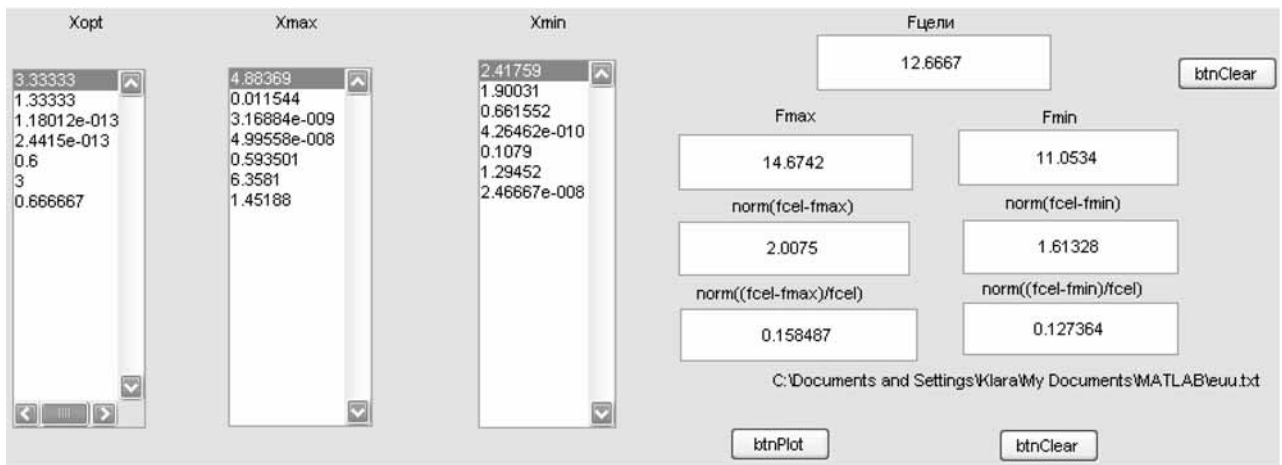 Xopt
3.33333
1.33333
1.18012e-013
2.4415e-013
0.6
3
0.666667
Xmax
4.88369
0.011544
3.16884e-009
4.99558e-008
0.593501
6.3581
1.45188
Xmin
2.41759
1.90031
0.661552
4.26462e-010
0.1079
1.29452
2.46667e-008
Fцели
12.6667
btnClear
Fmax
14.6742
Fmin
11.0534
norm(fcel-fmax)
2.0075
norm(fcel-fmin)
1.61328
norm((fcel-fmax)/fcel)
0.158487
norm((fcel-fmin)/fcel)
0.127364
C:\Documents and Settings\Klara\My Documents\MATLAB\euu.txt
btnPlot
btnClear